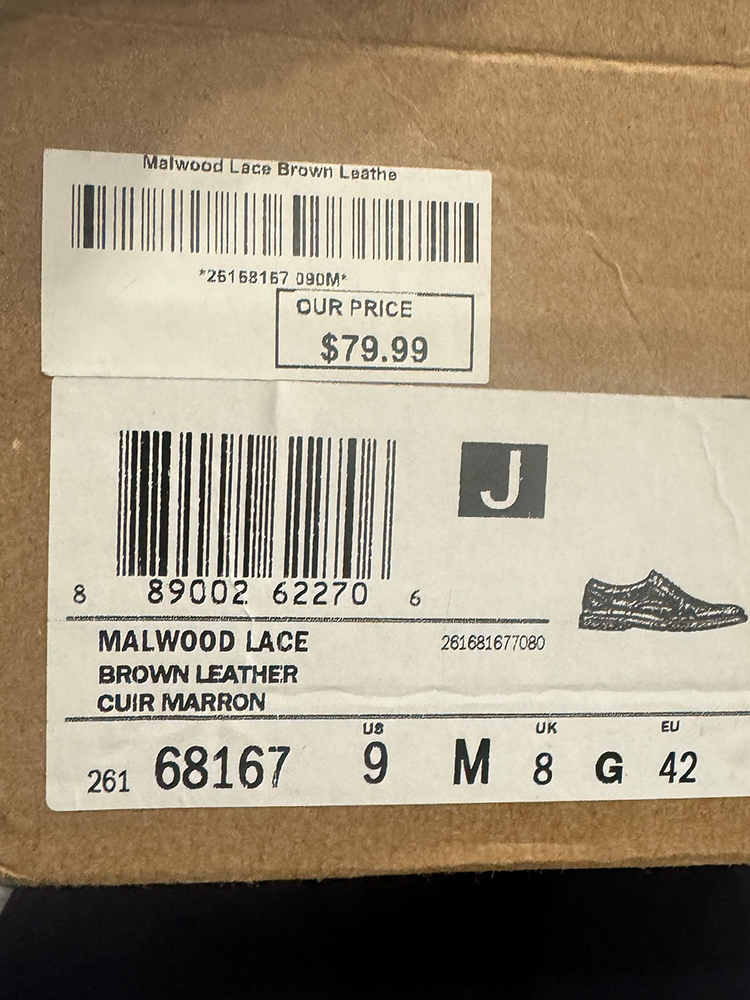 Malwood Lace Brown Leathe
*26168167 090M*
OUR PRICE
$79.99
J
8 89002 62270 6
MALWOOD LACE
261681677080
BROWN LEATHER
CUIR MARRON
US UK EU
261 68167 9 M 8 G 42